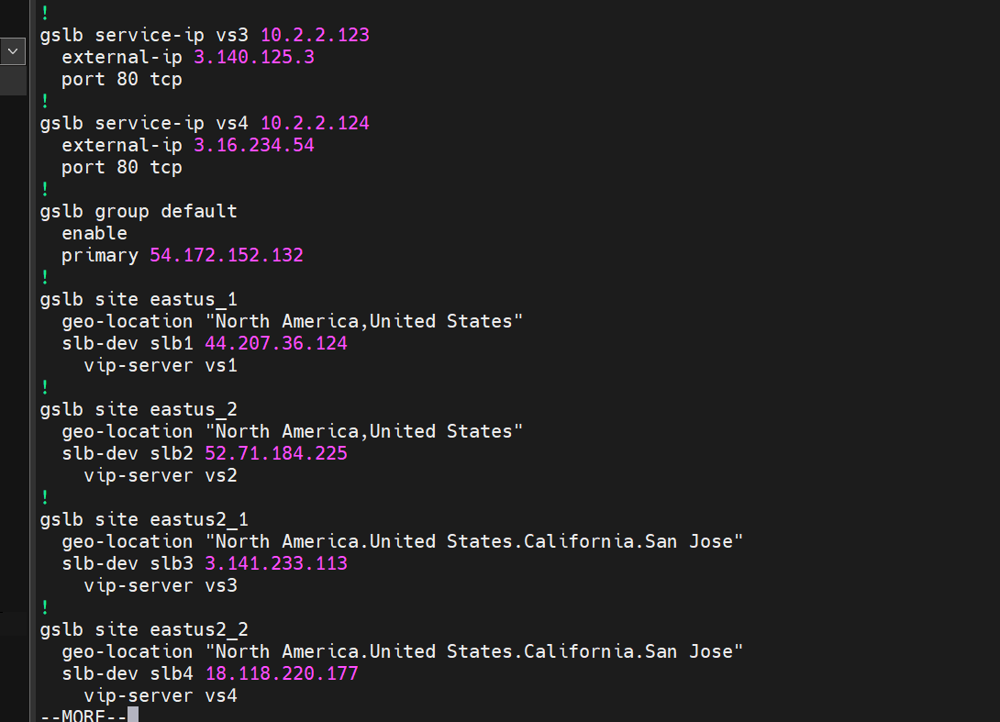 !
gslb service-ip vs3 10.2.2.123
  external-ip 3.140.125.3
  port 80 tcp
!
gslb service-ip vs4 10.2.2.124
  external-ip 3.16.234.54
  port 80 tcp
!
gslb group default
  enable
  primary 54.172.152.132
!
gslb site eastus_1
  geo-location "North America,United States"
  slb-dev slb1 44.207.36.124
    vip-server vs1
!
gslb site eastus_2
  geo-location "North America,United States"
  slb-dev slb2 52.71.184.225
    vip-server vs2
!
gslb site eastus2_1
  geo-location "North America.United States.California.San Jose"
  slb-dev slb3 3.141.233.113
    vip-server vs3
!
gslb site eastus2_2
  geo-location "North America.United States.California.San Jose"
  slb-dev slb4 18.118.220.177
    vip-server vs4
--MORE--